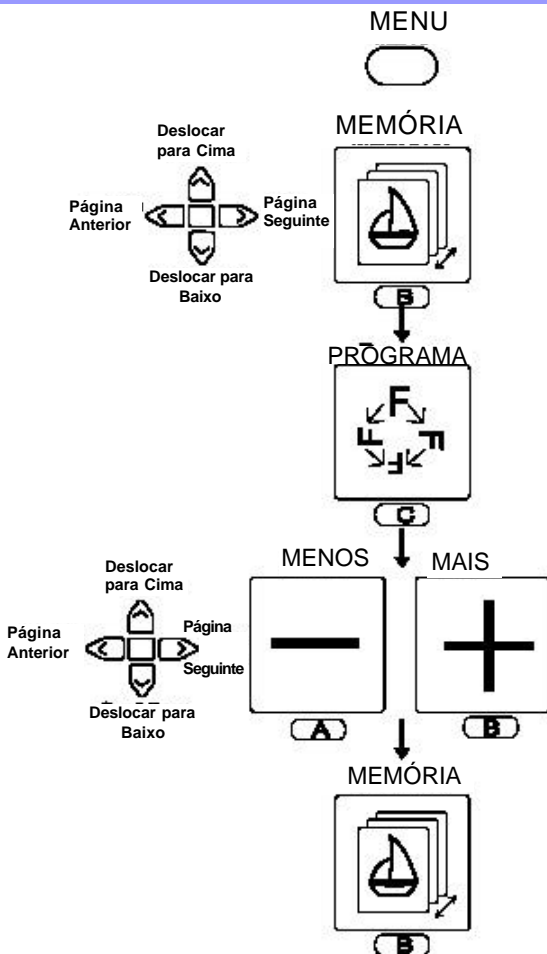 MENU
MEMÓRIA
Deslocar
para Cima
Página
Anterior
Página
Seguinte
Deslocar para
Baixo
B
PROGRAMA
F
F
F
F
C
MENOS
MAIS
Deslocar
para Cima
Página
Anterior
Página
Seguinte
Deslocar para
Baixo
A
B
MEMÓRIA
B